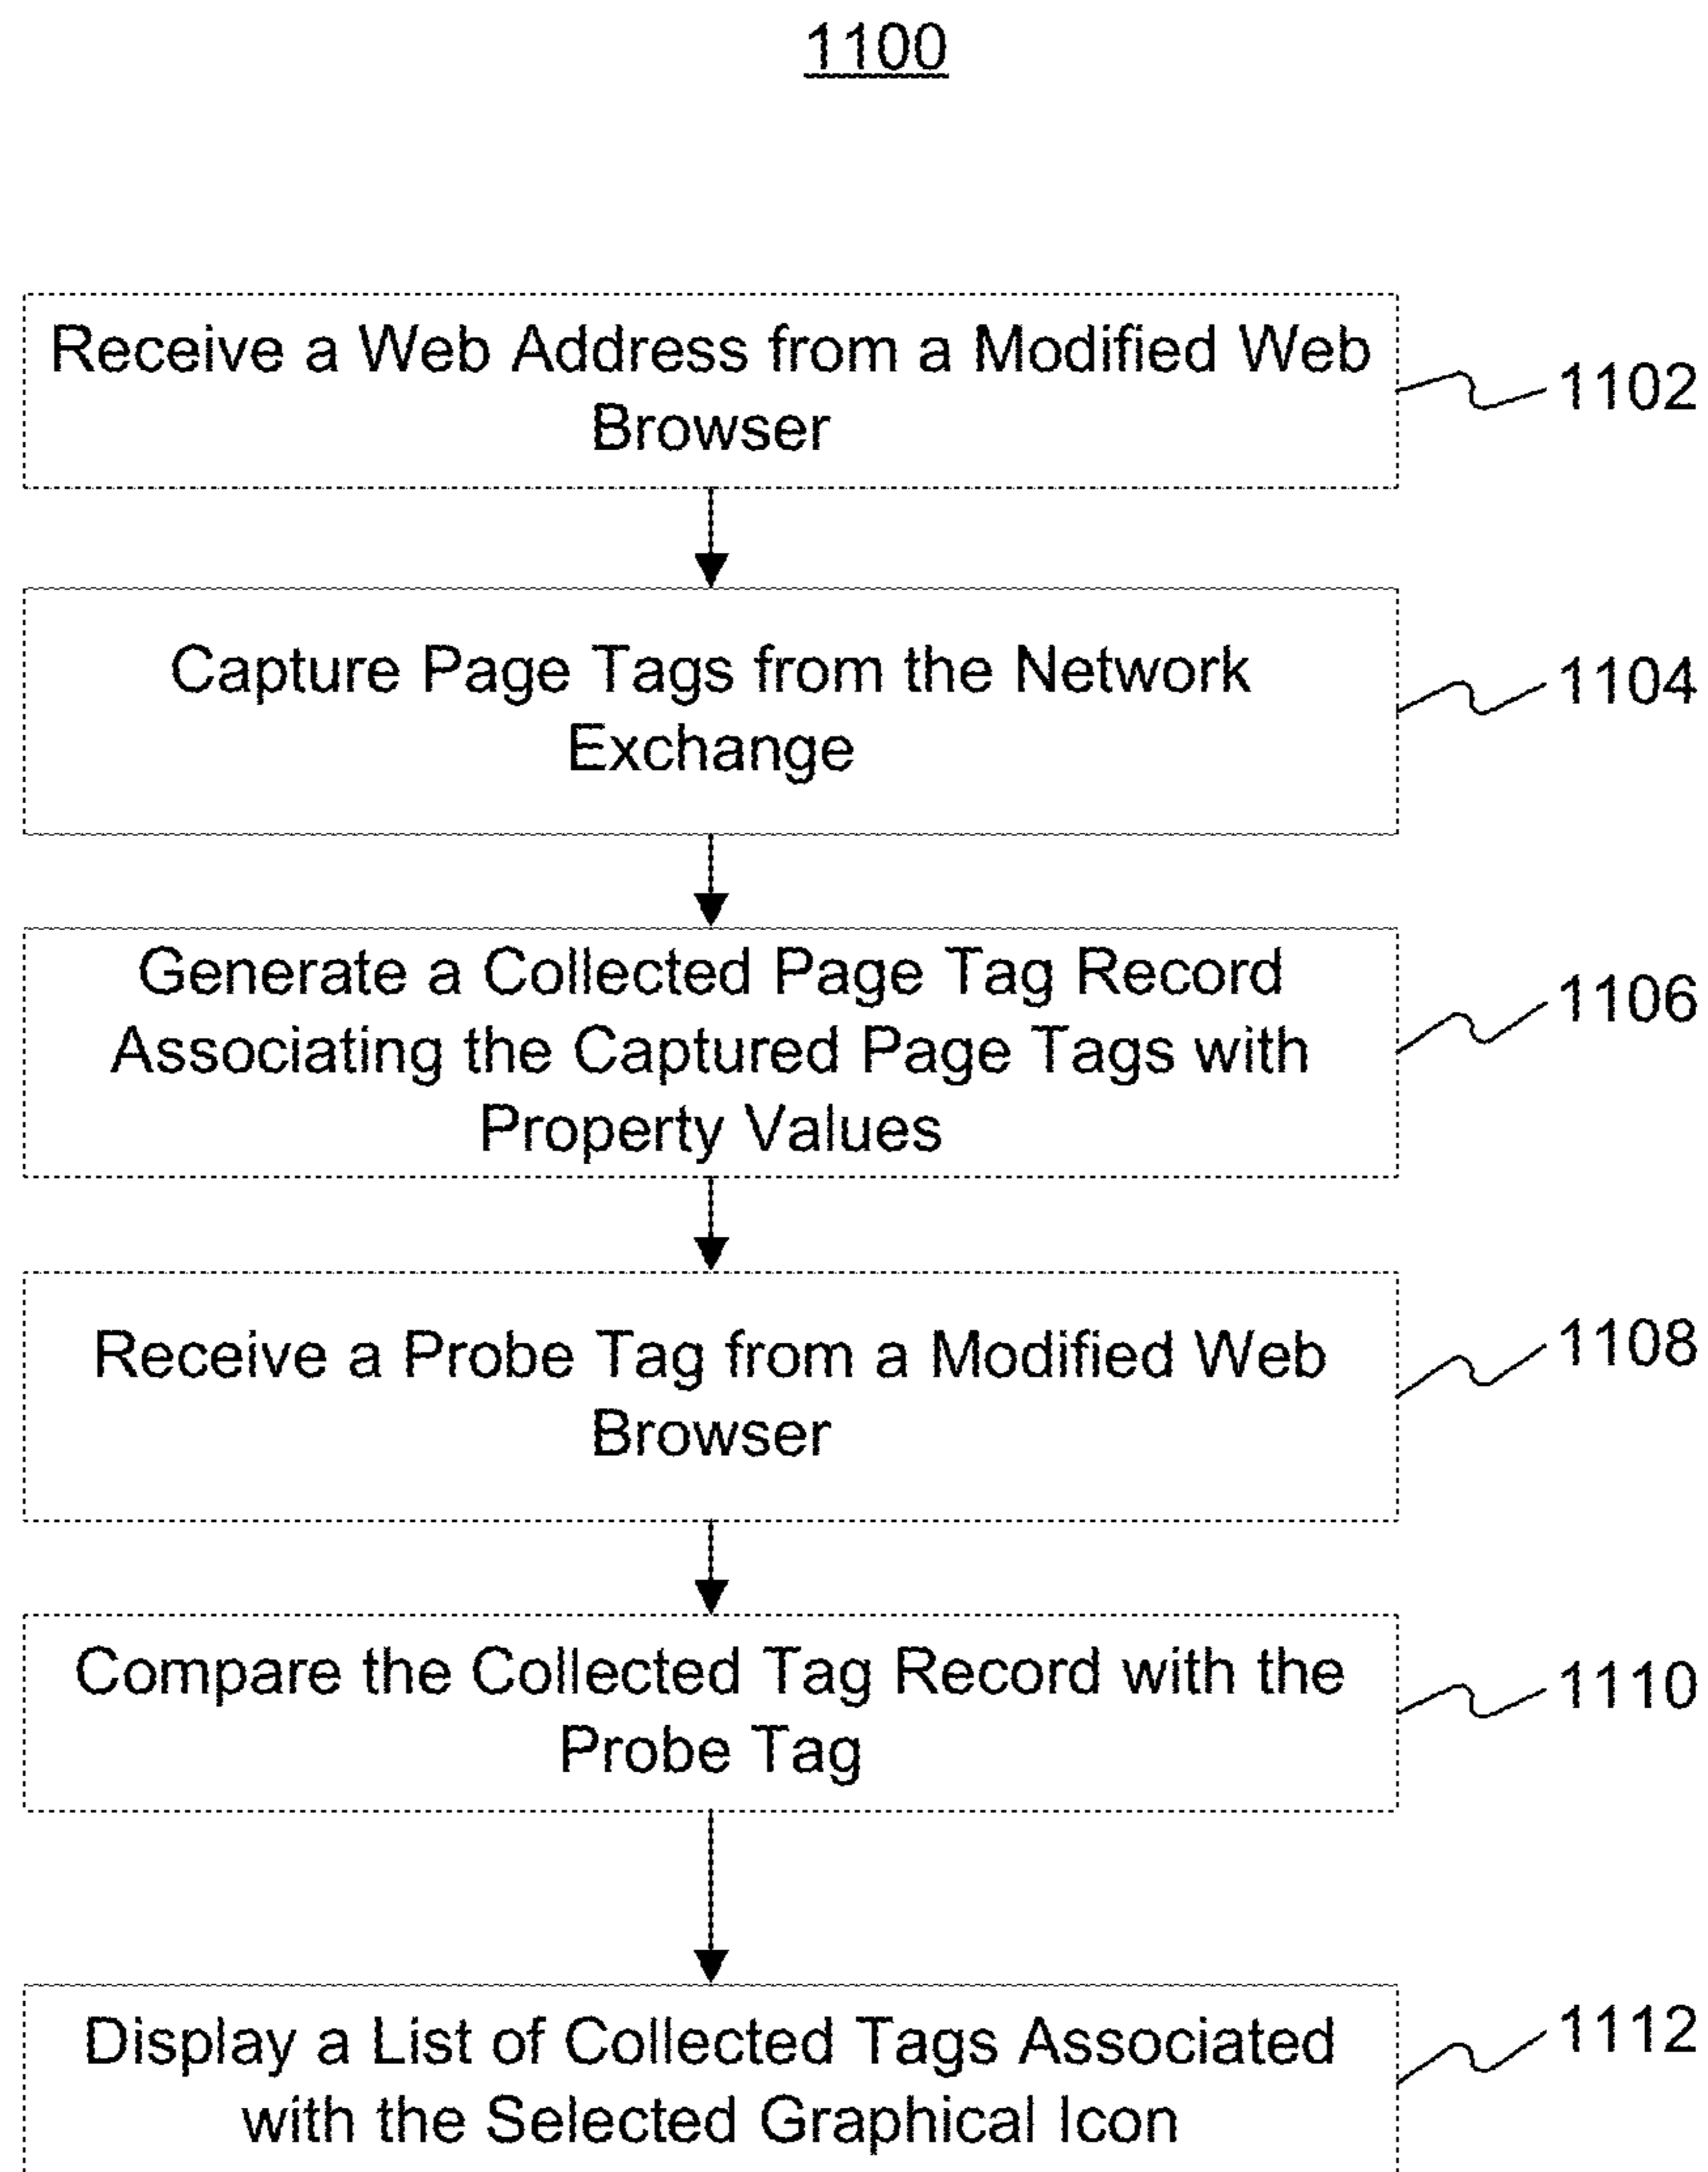 1100
Receive a Web Address from a Modified Web
Browser
1102
Capture Page Tags from the Network
Exchange
1104
Generate a Collected Page Tag Record
Associating the Captured Page Tags with
Property Values
1106
Receive a Probe Tag from a Modified Web
Browser
1108
Compare the Collected Tag Record with the
Probe Tag
1110
Display a List of Collected Tags Associated
with the Selected Graphical Icon
1112